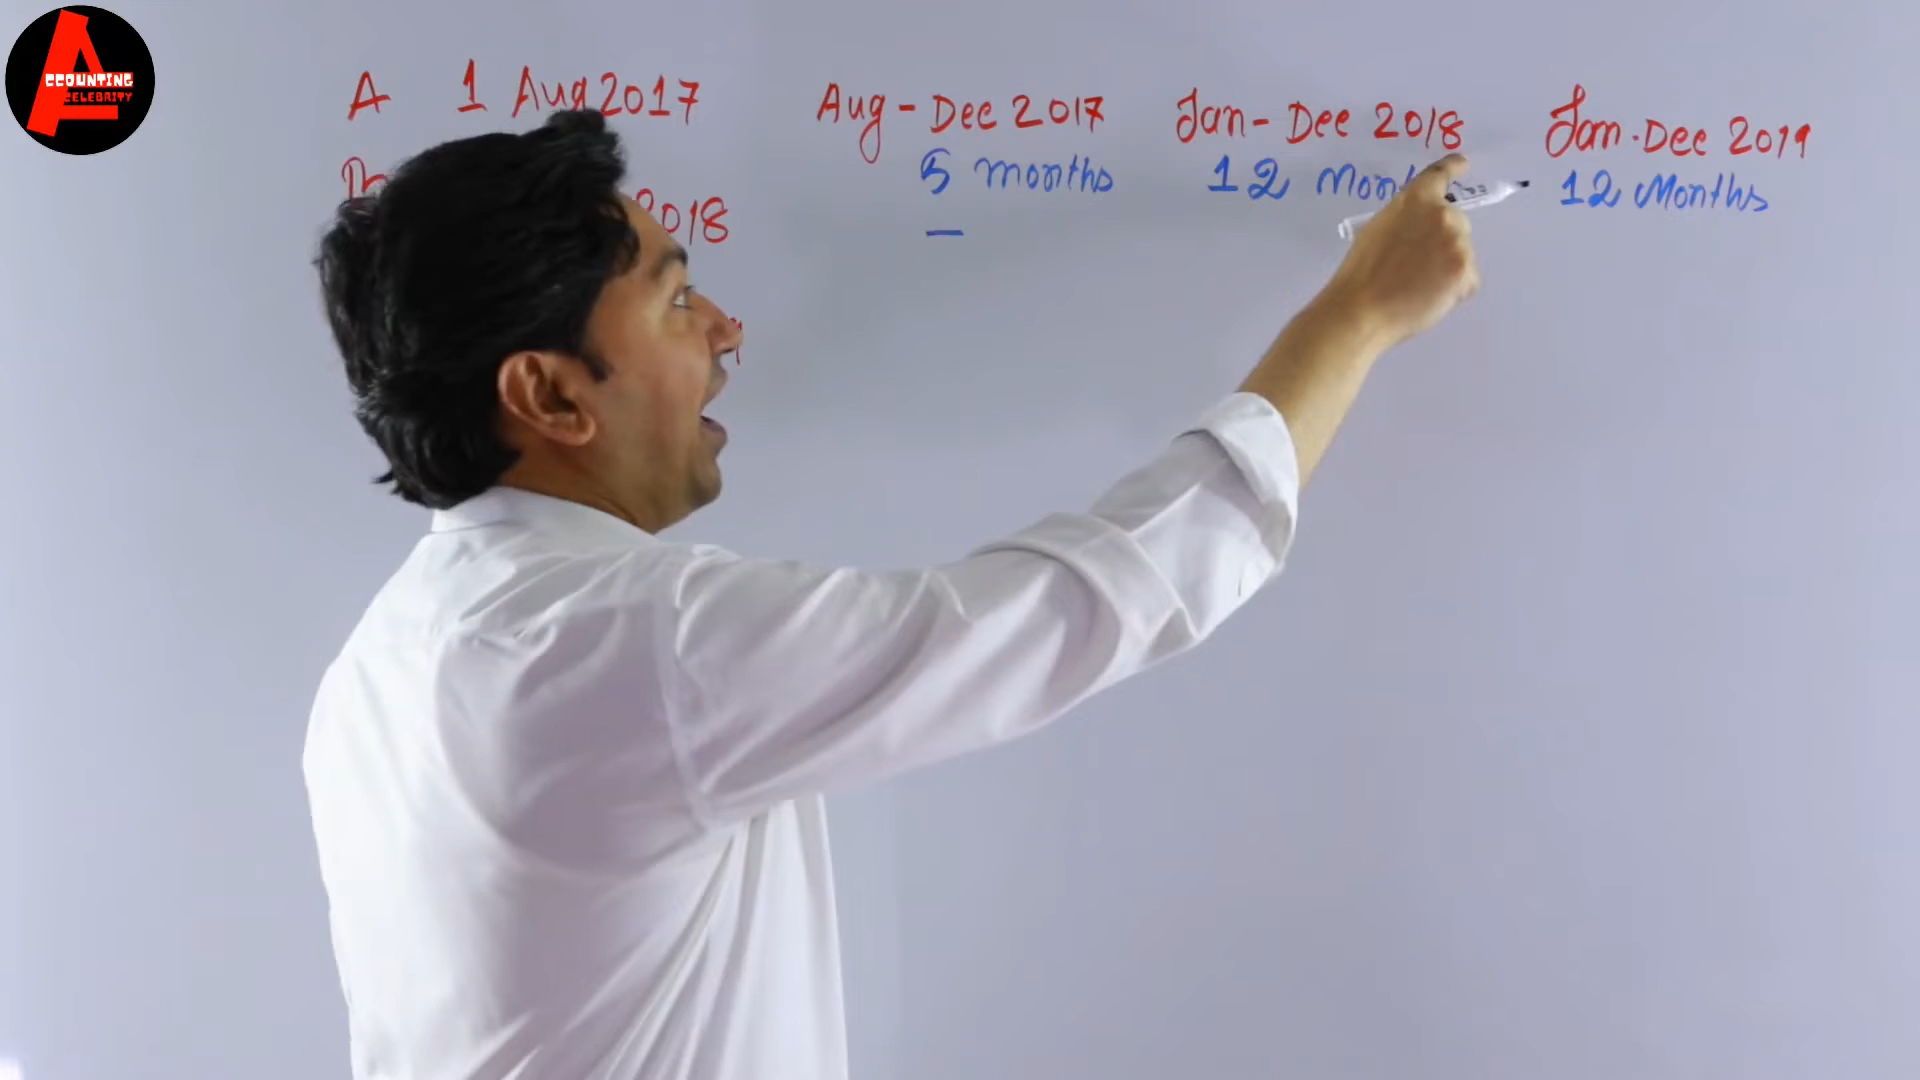 ACCOUNTING
CELEBRITY
A 1 Aug 2017 Aug - Dec 2017 Jan - Dec 2018 Jan - Dec 2019
5 months 12 12 Months
2018 —